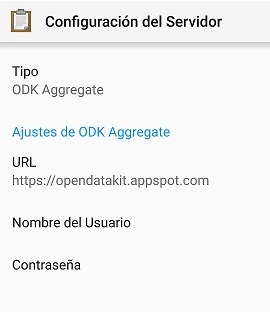 Configuración del Servidor
Tipo
ODK Aggregate
Ajustes de ODK Aggregate
URL
https://opendatakit.appspot.com
Nombre del Usuario
Contraseña